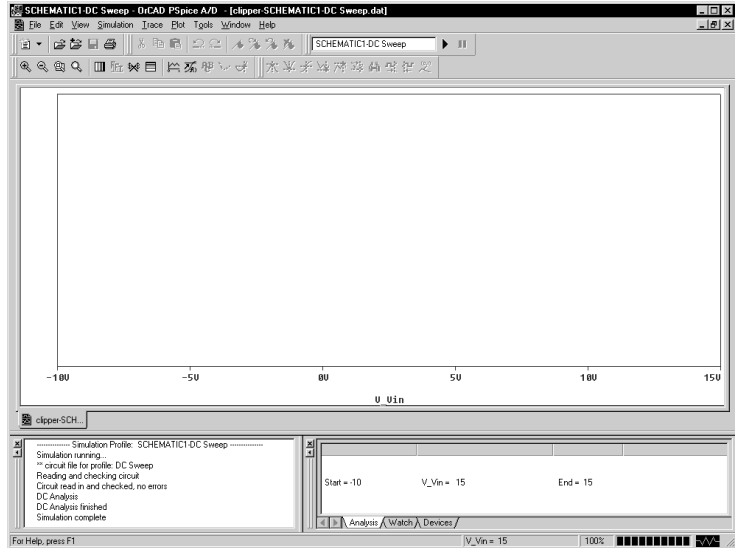 SCHEMATIC1-DC Sweep - OrCAD PSpice A/D - [clipper-SCHEMATIC1-DC Sweep.dat]
File Edit View Simulation Trace Plot Tools Window Help
SCHEMATIC1-DC Sweep
-10V -5V 0V 5V 10V 15V
V_Vin
clipper-SCH...
-------------- Simulation Profile: SCHEMATIC1-DC Sweep --------------
Simulation running...
** circuit file for profile: DC Sweep
Reading and checking circuit
Circuit read in and checked, no errors
DC Analysis
DC Analysis finished
Simulation complete
Start = -10 V_Vin = 15 End = 15
Analysis Watch Devices
For Help, press F1 V_Vin = 15 100%